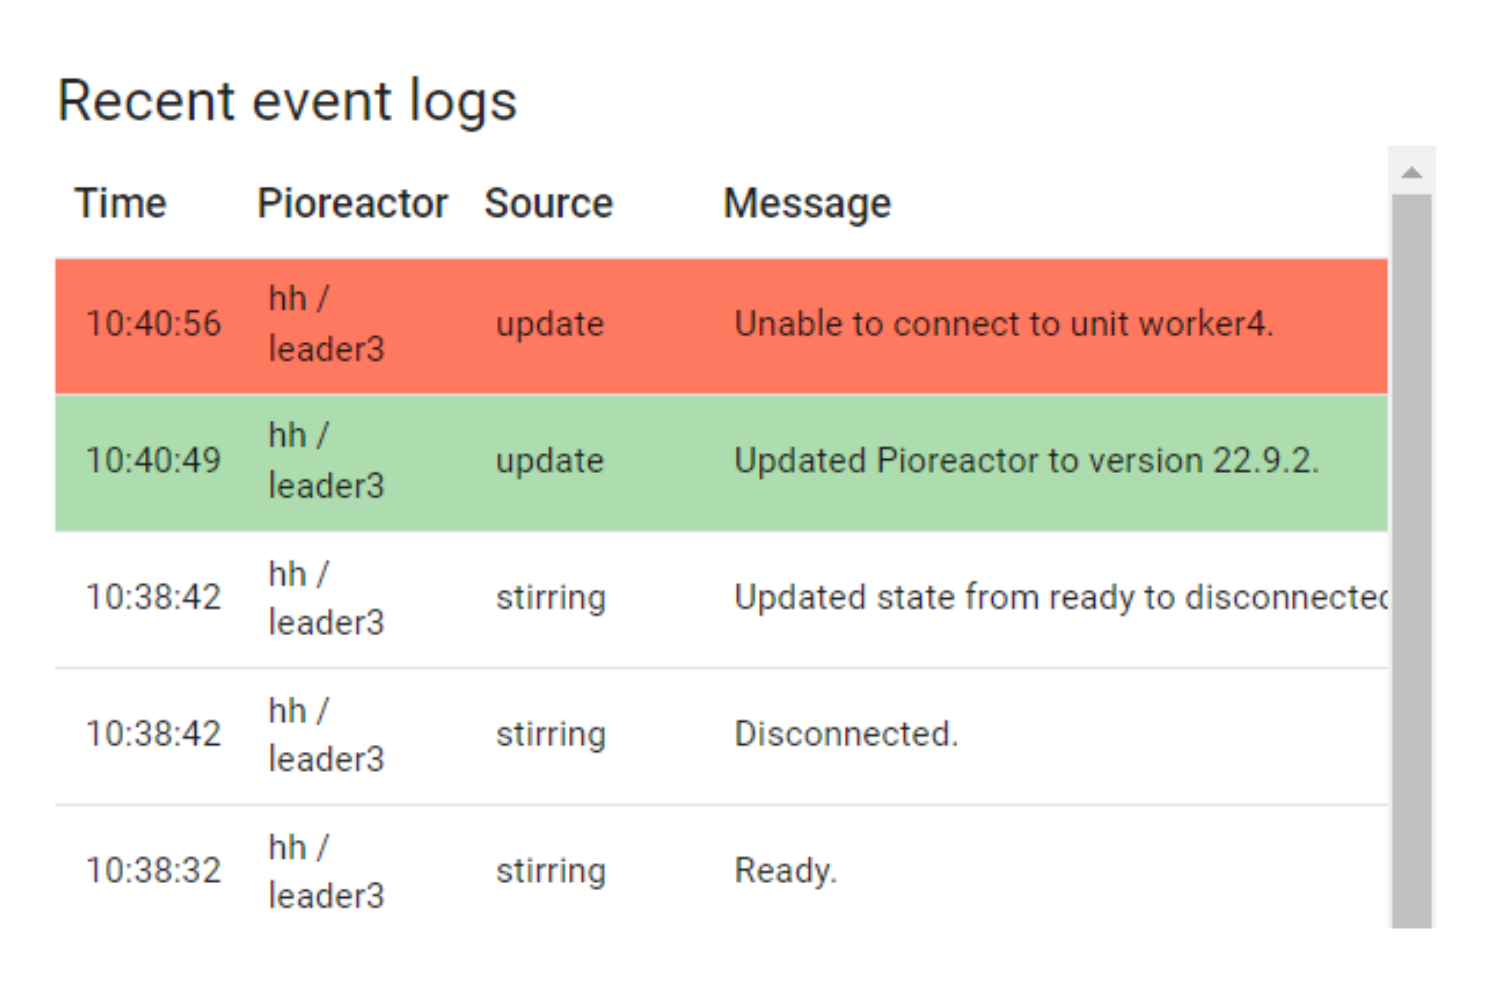 Recent event logs
Time Pioreactor Source Message
10:40:56 hh / leader3 update Unable to connect to unit worker4.
10:40:49 hh / leader3 update Updated Pioreactor to version 22.9.2.
10:38:42 hh / leader3 stirring Updated state from ready to disconnected
10:38:42 hh / leader3 stirring Disconnected.
10:38:32 hh / leader3 stirring Ready.